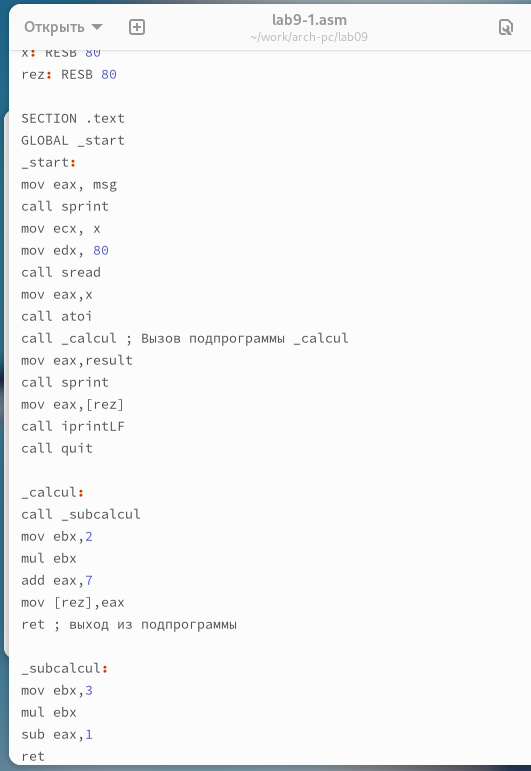 Открыть
lab9-1.asm
~/work/arch-pc/lab09
x: RESB 80
rez: RESB 80
SECTION .text
GLOBAL _start
_start:
mov eax, msg
call sprint
mov ecx, x
mov edx, 80
call sread
mov eax,x
call atoi
call _calcul ; Вызов подпрограммы _calcul
mov eax,result
call sprint
mov eax,[rez]
call iprintLF
call quit
_calcul:
call _subcalcul
mov ebx,2
mul ebx
add eax,7
mov [rez],eax
ret ; выход из подпрограммы
_subcalcul:
mov ebx,3
mul ebx
sub eax,1
ret